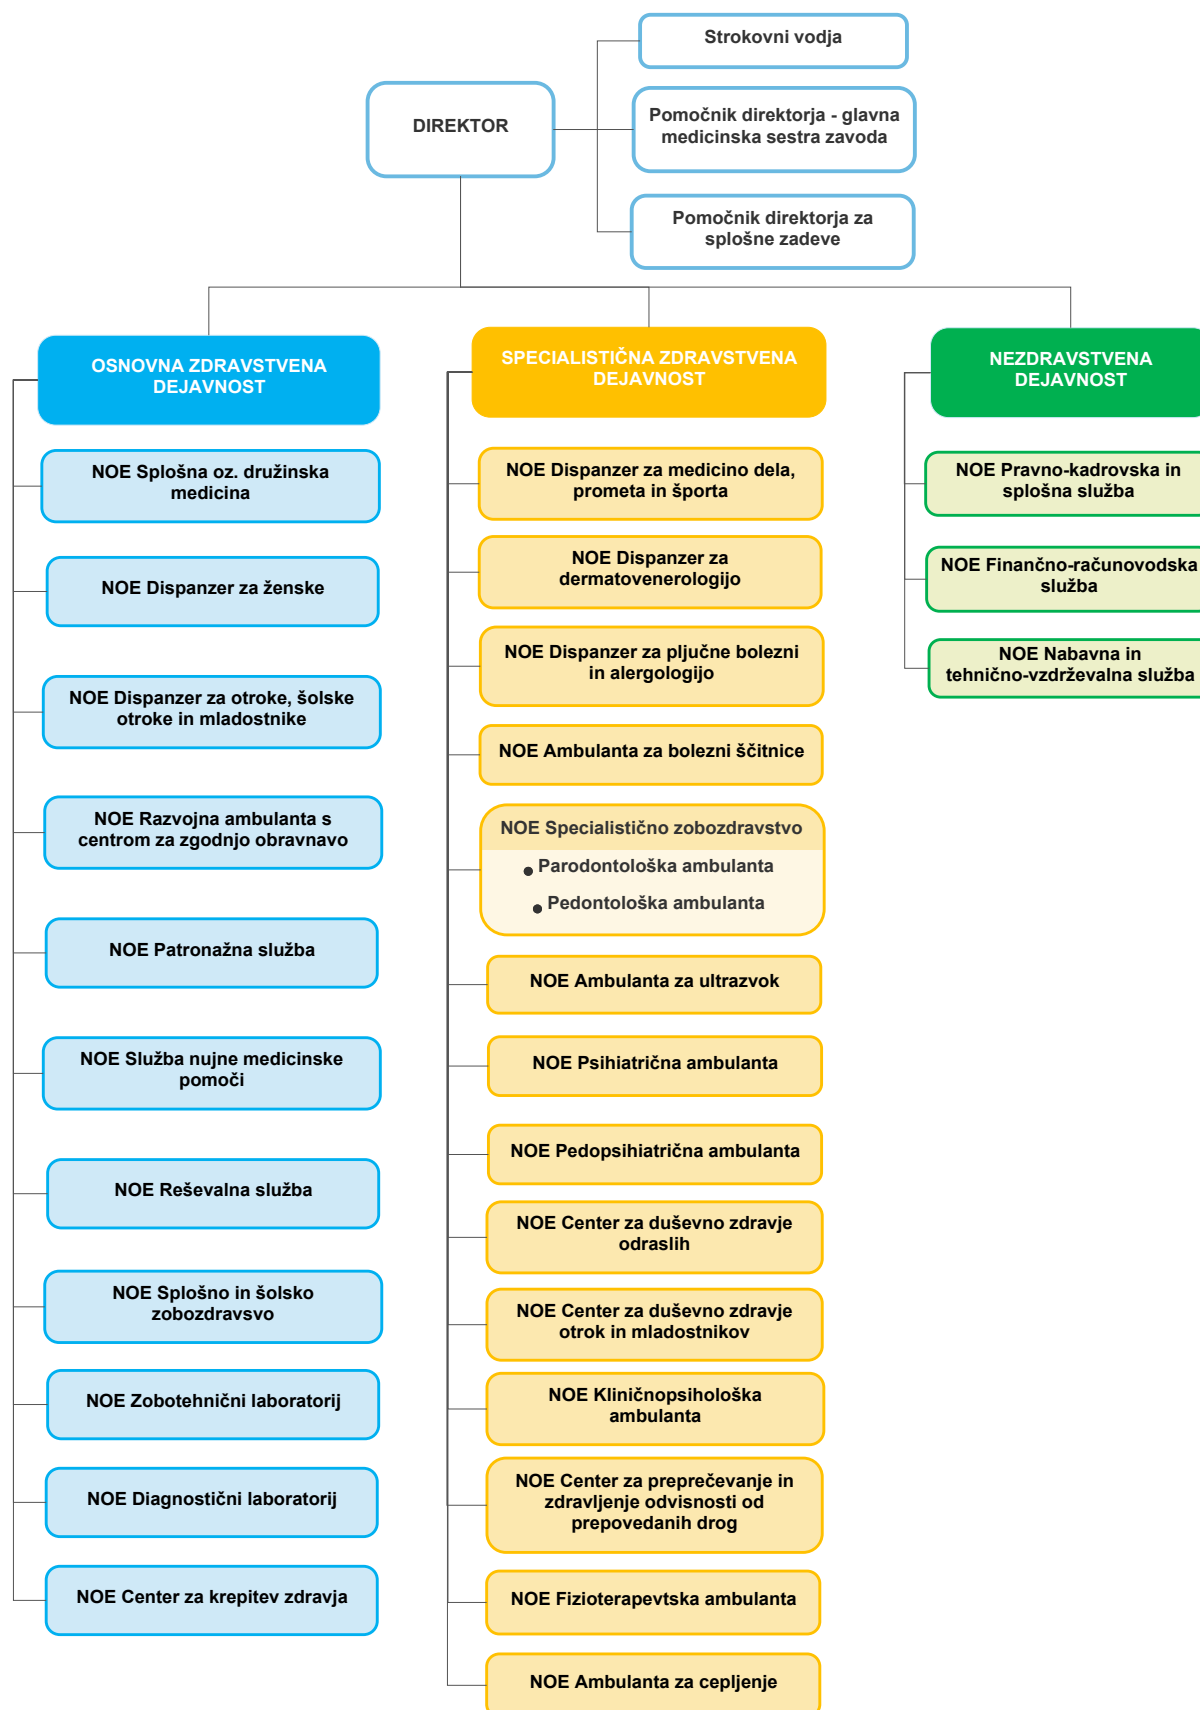 Strokovni vodja
DIREKTOR
Pomočnik direktorja - glavna
medicinska sestra zavoda
Pomočnik direktorja za
splošne zadeve
OSNOVNA ZDRAVSTVENA
DEJAVNOST
NOE Splošna oz. družinska
medicina
NOE Dispanzer za ženske
NOE Dispanzer za otroke, šolske
otroke in mladostnike
NOE Razvojna ambulanta s
centrom za zgodnjo obravnavo
NOE Patronažna služba
NOE Služba nujne medicinske
pomoči
NOE Reševalna služba
NOE Splošno in šolsko
zobozdravsvo
NOE Zobotehnični laboratorij
NOE Diagnostični laboratorij
NOE Center za krepitev zdravja
SPECIALISTIČNA ZDRAVSTVENA
DEJAVNOST
NOE Dispanzer za medicino dela,
prometa in športa
NOE Dispanzer za
dermatovenerologijo
NOE Dispanzer za pljučne bolezni
in alergologijo
NOE Ambulanta za bolezni ščitnice
NOE Specialistično zobozdravstvo
• Parodontološka ambulanta
• Pedontološka ambulanta
NOE Ambulanta za ultrazvok
NOE Psihiatrična ambulanta
NOE Pedopsihiatrična ambulanta
NOE Center za duševno zdravje
odraslih
NOE Center za duševno zdravje
otrok in mladostnikov
NOE Kliničnopsihološka
ambulanta
NOE Center za preprečevanje in
zdravljenje odvisnosti od
prepovedanih drog
NOE Fizioterapevtska ambulanta
NOE Ambulanta za cepljenje
NEZDRAVSTVENA
DEJAVNOST
NOE Pravno-kadrovska in
splošna služba
NOE Finančno-računovodska
služba
NOE Nabavna in
tehnično-vzdrževalna služba